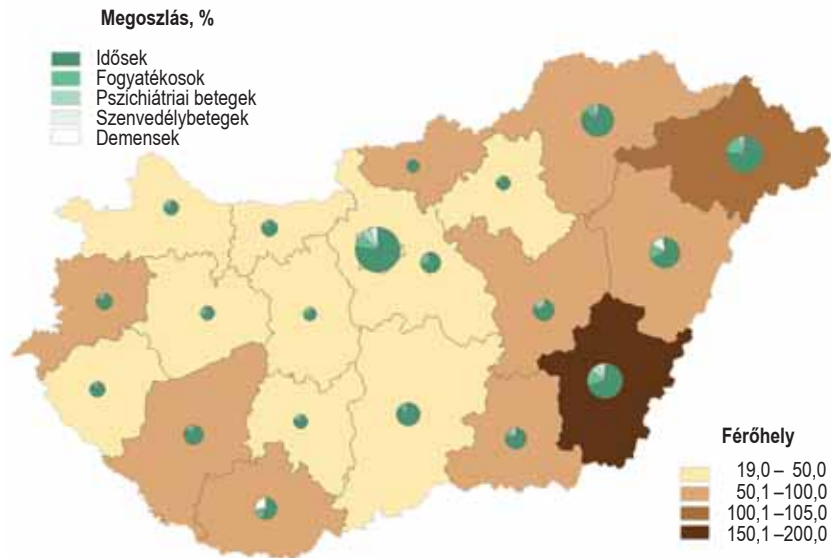 Megoszlás, %
Idősek
Fogyatékosok
Pszichiátriai betegek
Szenvedélybetegek
Demensek
Férőhely
19,0 – 50,0
50,1 –100,0
100,1 –105,0
150,1 –200,0